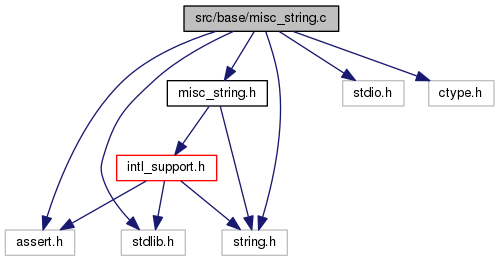 src/base/misc_string.c
misc_string.h
stdio.h
ctype.h
intl_support.h
assert.h
stdlib.h
string.h